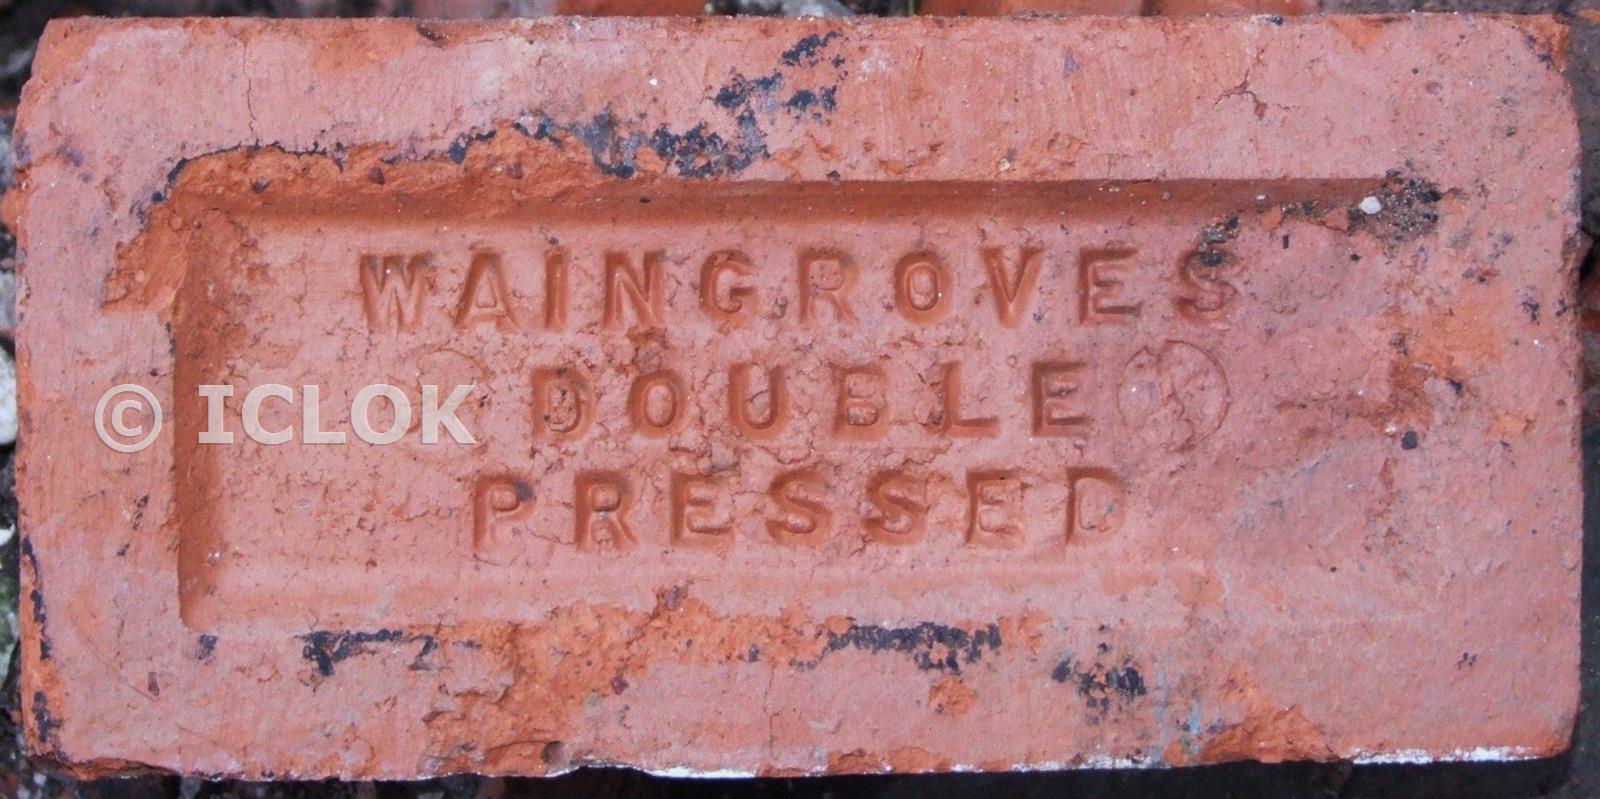 WAINGROVES
DOUBLE
PRESSED
© ICLOK